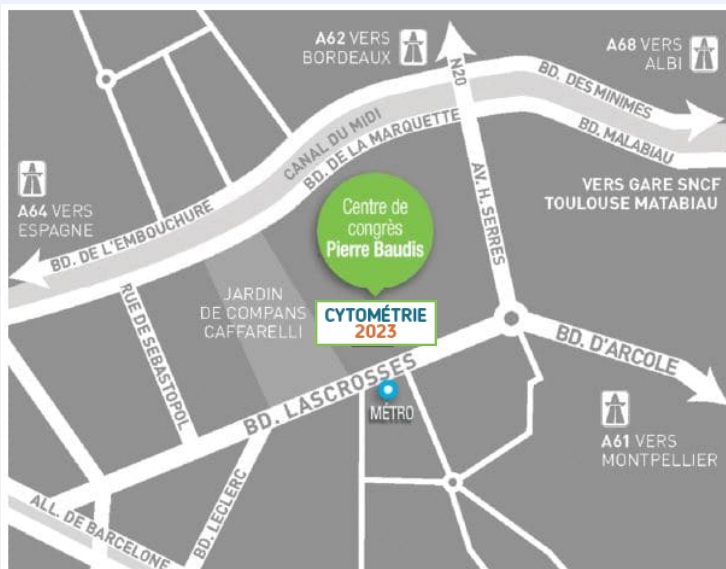 A62 VERS
BORDEAUX
A68 VERS
ALBI
N20
BD. DES MINIMES
CANAL DU MIDI
BD. DE LA MARQUETTE
BD. MALABIAU
A64 VERS
ESPAGNE
VERS GARE SNCF
TOULOUSE MATABIAU
Centre de
congrès
Pierre Baudis
AV. H. SERRES
BD. DE L'EMBOUCHURE
JARDIN
DE COMPANS
CAFFARELLI
CYTOMÉTRIE
2023
RUE DE SEBASTOPOL
BD. D'ARCOLE
BD. LASCROSSES
MÉTRO
A61 VERS
MONTPELLIER
BD. LECLERC
ALL. DE BARCELONE